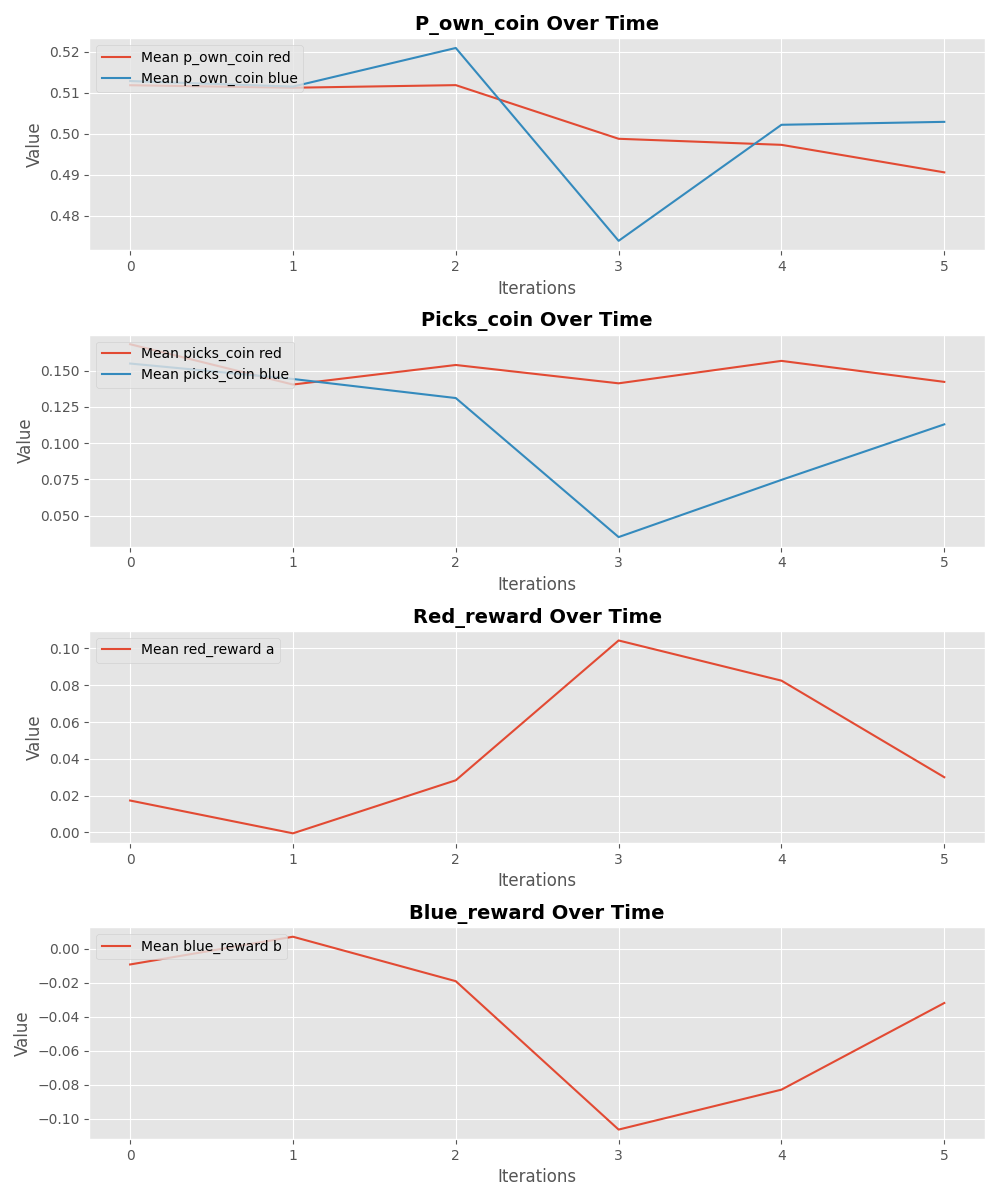 P_own_coin Over Time
Mean p_own_coin red
Mean p_own_coin blue
0.52
0.51
0.50
0.49
0.48
Value
0 1 2 3 4 5
Iterations
Picks_coin Over Time
Mean picks_coin red
Mean picks_coin blue
0.150
0.125
0.100
0.075
0.050
Value
0 1 2 3 4 5
Iterations
Red_reward Over Time
Mean red_reward a
0.10
0.08
0.06
0.04
0.02
0.00
Value
0 1 2 3 4 5
Iterations
Blue_reward Over Time
Mean blue_reward b
0.00
−0.02
−0.04
−0.06
−0.08
−0.10
Value
0 1 2 3 4 5
Iterations